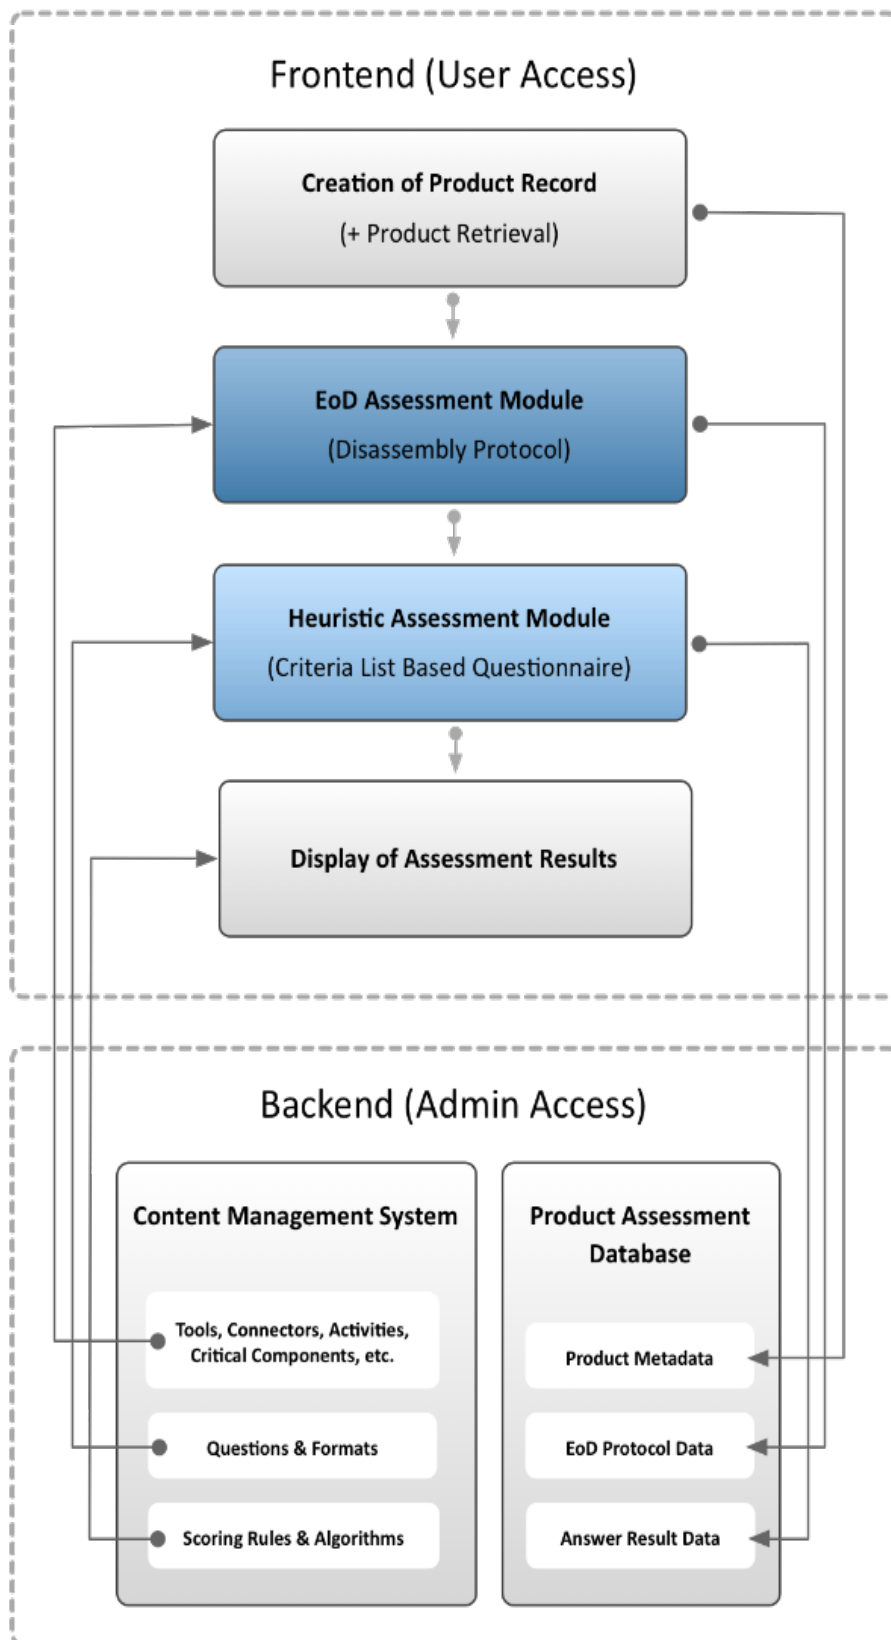 Frontend (User Access)
Creation of Product Record
(+ Product Retrieval)
EoD Assessment Module
(Disassembly Protocol)
Heuristic Assessment Module
(Criteria List Based Questionnaire)
Display of Assessment Results
Backend (Admin Access)
Content Management System
Tools, Connectors, Activities,
Critical Components, etc.
Questions & Formats
Scoring Rules & Algorithms
Product Assessment
Database
Product Metadata
EoD Protocol Data
Answer Result Data